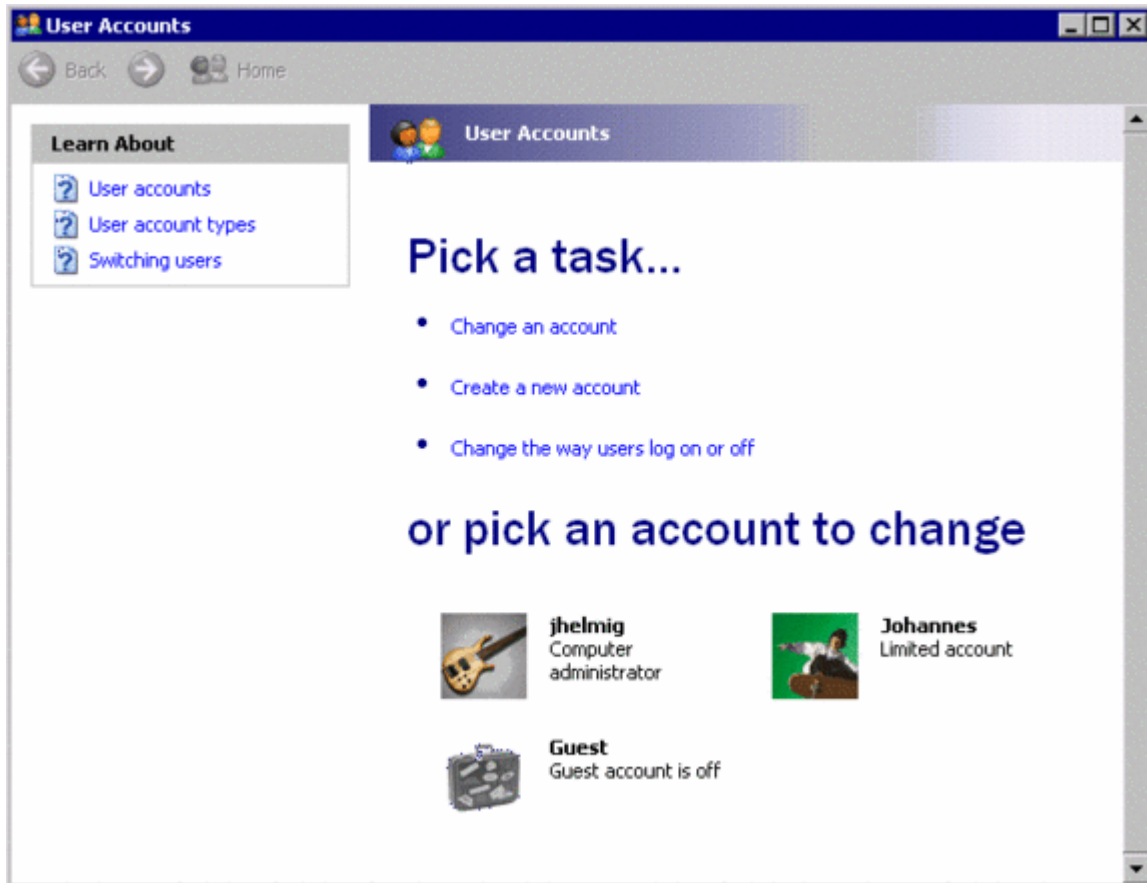 User Accounts
Back Home
Learn About
User accounts
User account types
Switching users
User Accounts
Pick a task...
Change an account
Create a new account
Change the way users log on or off
or pick an account to change
jhelmig
Computer
administrator
Johannes
Limited account
Guest
Guest account is off